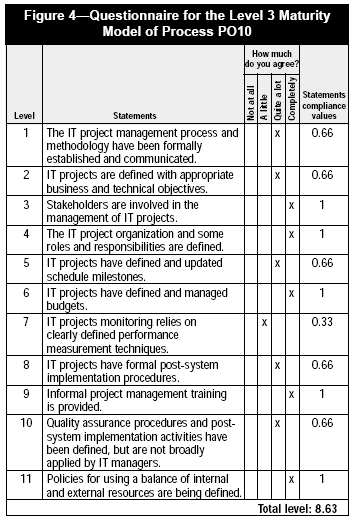 Figure 4—Questionnaire for the Level 3 Maturity
Model of Process PO10
How much
do you agree?
Level
Statements
Not at all
A little
Quite a lot
Completely
Statements
compliance
values
1 The IT project management process and x 0.66
methodology have been formally
established and communicated.
2 IT projects are defined with appropriate x 0.66
business and technical objectives.
3 Stakeholders are involved in the x 1
management of IT projects.
4 The IT project organization and some x 1
roles and responsibilities are defined.
5 IT projects have defined and updated x 0.66
schedule milestones.
6 IT projects have defined and managed x 1
budgets.
7 IT projects monitoring relies on x 0.33
clearly defined performance
measurement techniques.
8 IT projects have formal post-system x 0.66
implementation procedures.
9 Informal project management training x 1
is provided.
10 Quality assurance procedures and post- x 0.66
system implementation activities have
been defined, but are not broadly
applied by IT managers.
11 Policies for using a balance of internal x 1
and external resources are being defined.
Total level: 8.63